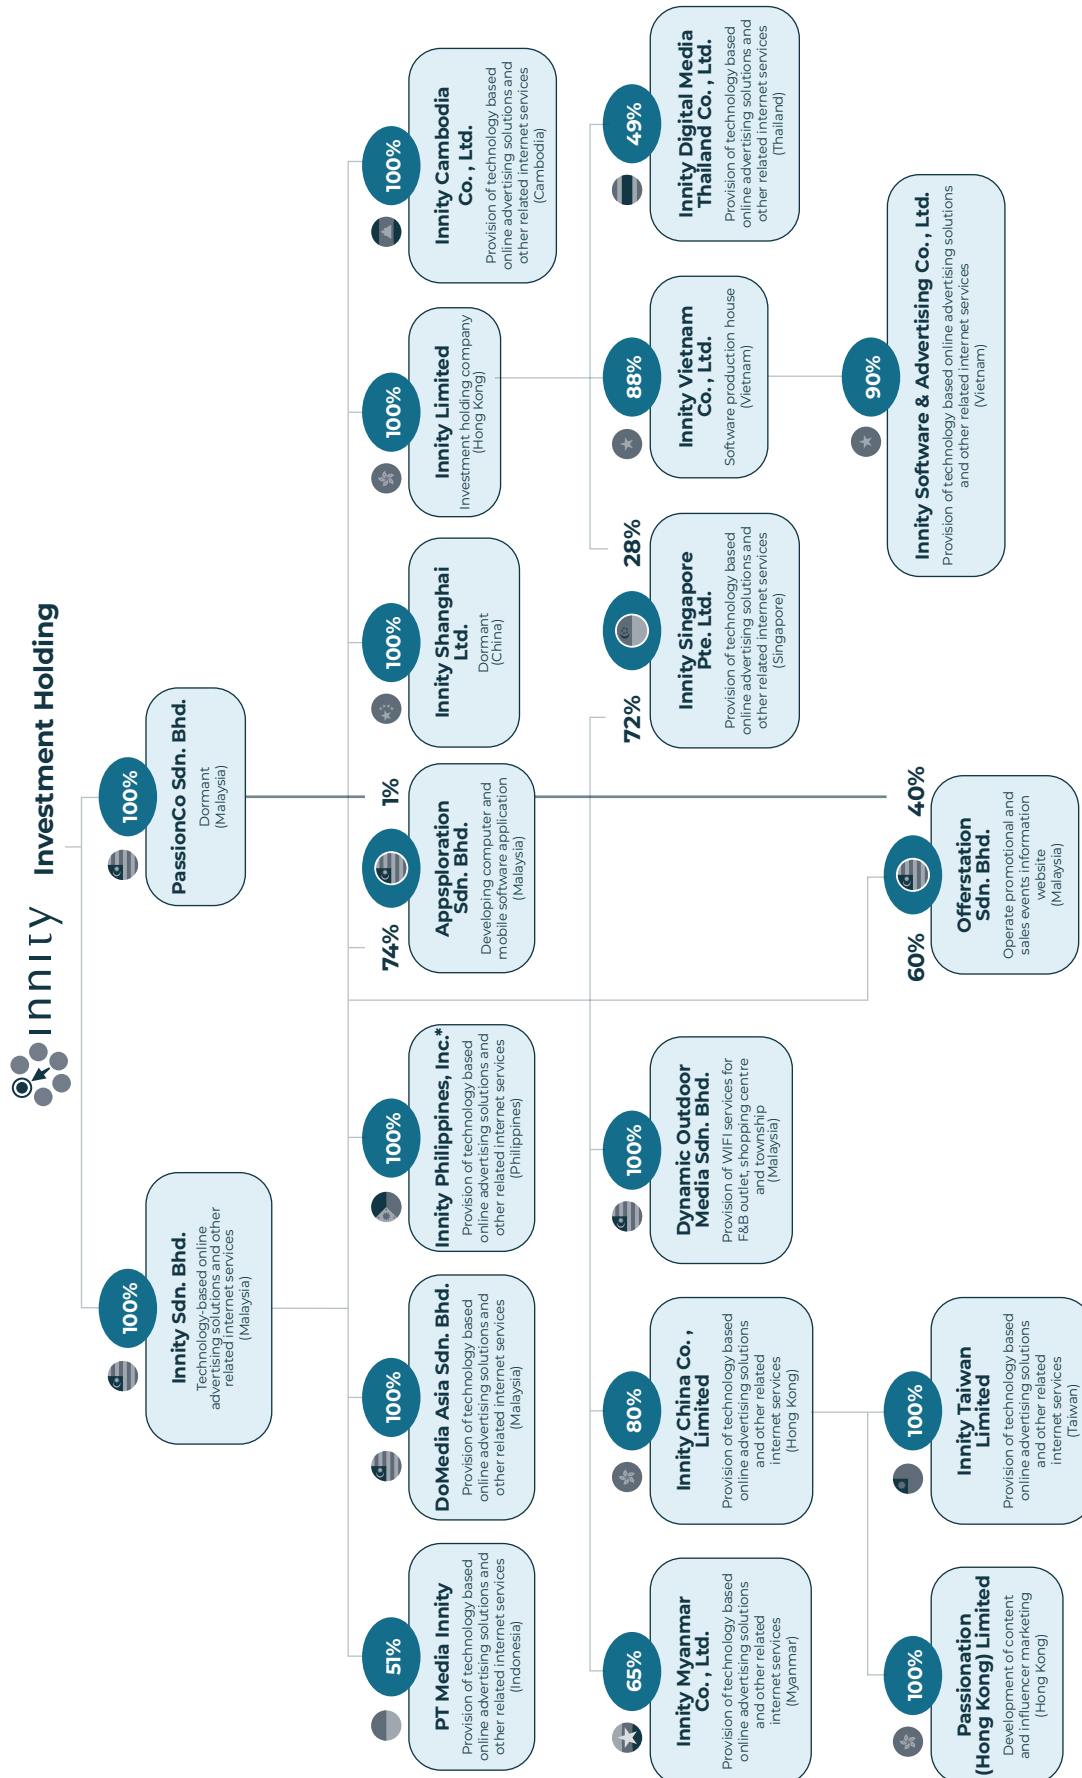 ınnıty Investment Holding
100%
Innity Sdn. Bhd.
Technology-based online
advertising solutions and other
related internet services
(Malaysia)
100%
PassionCo Sdn. Bhd.
Dormant
(Malaysia)
51%
PT Media Innity
Provision of technology based
online advertising solutions and
other related internet services
(Indonesia)
100%
DoMedia Asia Sdn. Bhd.
Provision of technology based
online advertising solutions and
other related internet services
(Malaysia)
100%
Innity Philippines, Inc.*
Provision of technology based
online advertising solutions and
other related internet services
(Philippines)
74%
1%
Appsploration
Sdn. Bhd.
Developing computer and
mobile software application
(Malaysia)
100%
Innity Shanghai
Ltd.
Dormant
(China)
100%
Innity Limited
Investment holding company
(Hong Kong)
100%
Innity Cambodia
Co. , Ltd.
Provision of technology based
online advertising solutions and
other related internet services
(Cambodia)
65%
Innity Myanmar
Co. , Ltd.
Provision of technology based
online advertising solutions
and other related
internet services
(Myanmar)
80%
Innity China Co. ,
Limited
Provision of technology based
online advertising solutions
and other related
internet services
(Hong Kong)
100%
Dynamic Outdoor
Media Sdn. Bhd.
Provision of WIFI services for
F&B outlet, shopping centre
and township
(Malaysia)
72%
28%
Innity Singapore
Pte. Ltd.
Provision of technology based
online advertising solutions and
other related internet services
(Singapore)
88%
Innity Vietnam
Co. , Ltd.
Software production house
(Vietnam)
49%
Innity Digital Media
Thailand Co. , Ltd.
Provision of technology based
online advertising solutions and
other related internet services
(Thailand)
100%
Passionation
(Hong Kong) Limited
Development of content
and influencer marketing
(Hong Kong)
100%
Innity Taiwan
Limited
Provision of technology based
online advertising solutions
and other related
internet services
(Taiwan)
60%
40%
Offerstation
Sdn. Bhd.
Operate promotional and
sales events information
website
(Malaysia)
90%
Innity Software & Advertising Co. , Ltd.
Provision of technology based online advertising solutions
and other related internet services
(Vietnam)